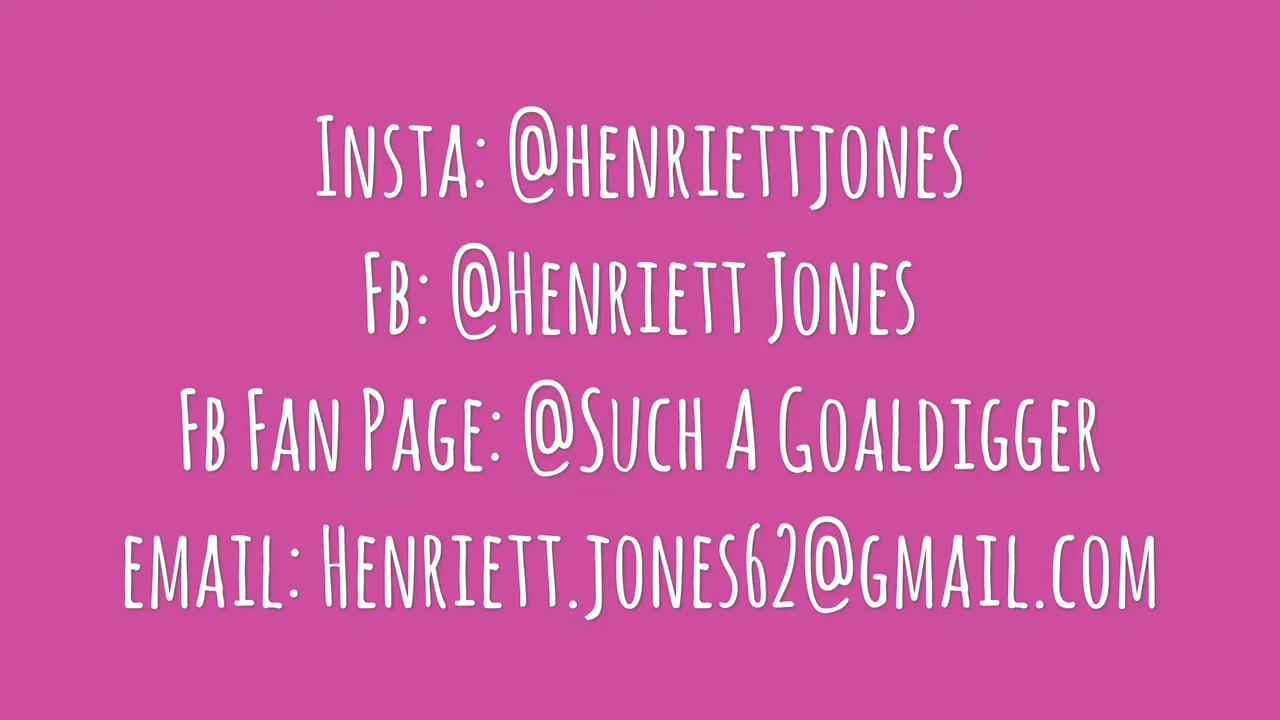 Insta: @henriettjones
Fb: @Henriett Jones
Fb Fan Page: @Such A Goaldigger
email: Henriett.jones62@gmail.com